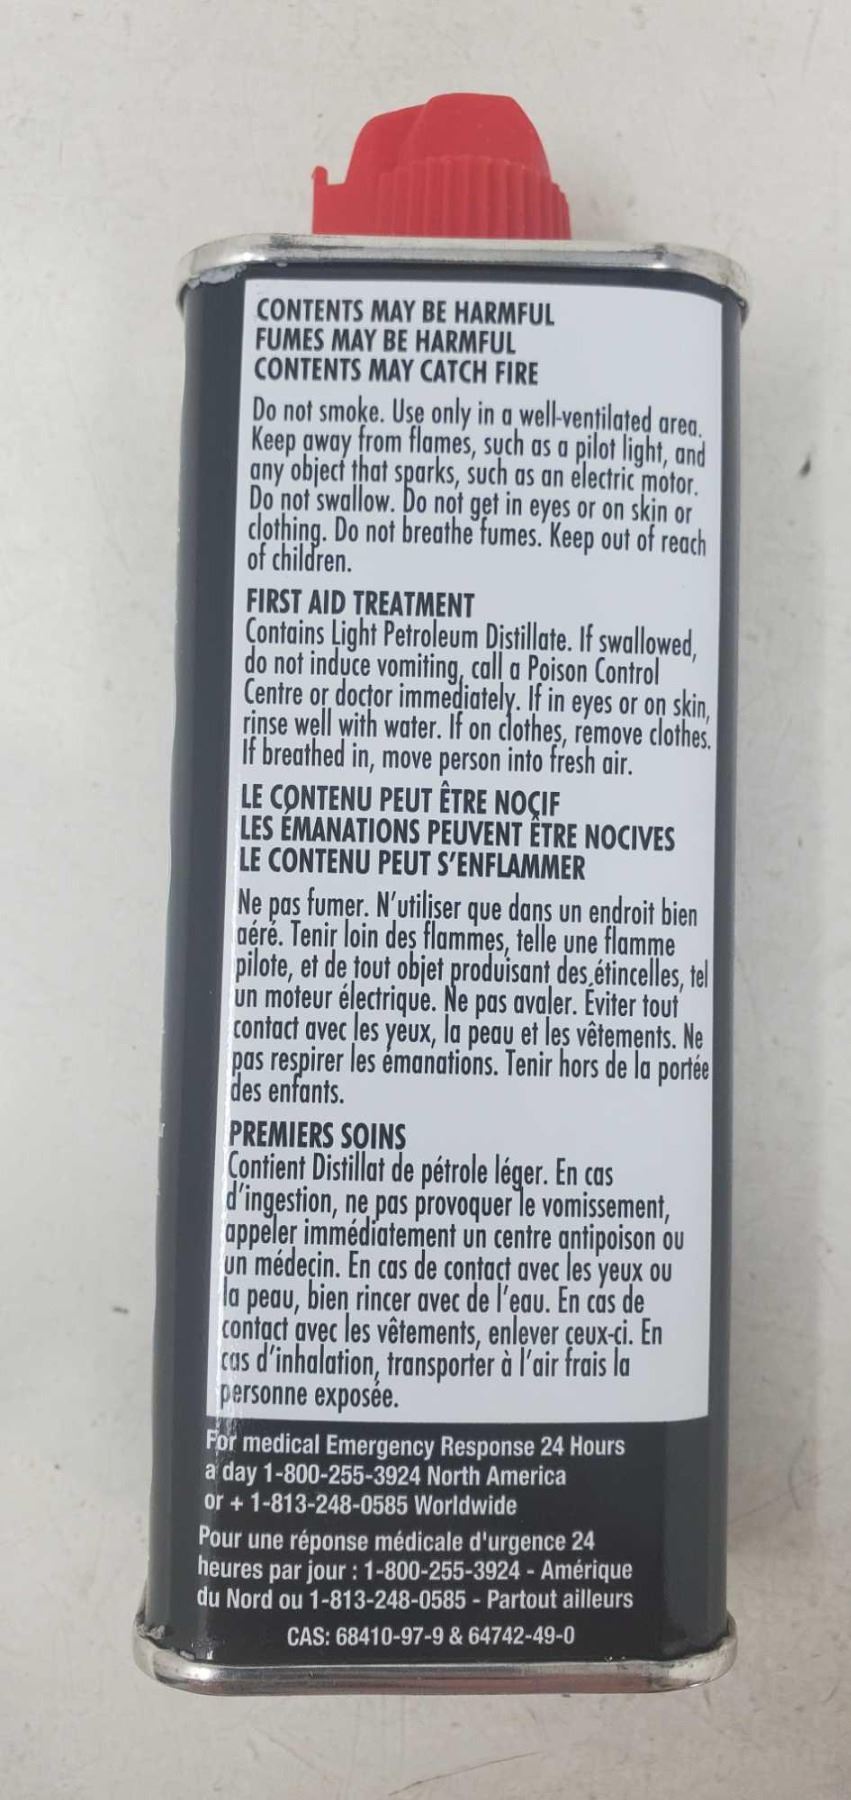 CONTENTS MAY BE HARMFUL
FUMES MAY BE HARMFUL
CONTENTS MAY CATCH FIRE
Do not smoke. Use only in a well-ventilated area.
Keep away from flames, such as a pilot light, and
any object that sparks, such as an electric motor.
Do not swallow. Do not get in eyes or on skin or
clothing. Do not breathe fumes. Keep out of reach
of children.
FIRST AID TREATMENT
Contains Light Petroleum Distillate. If swallowed,
do not induce vomiting, call a Poison Control
Centre or doctor immediately. If in eyes or on skin,
rinse well with water. If on clothes, remove clothes.
If breathed in, move person into fresh air.
LE CONTENU PEUT ÊTRE NOCIF
LES ÉMANATIONS PEUVENT ÊTRE NOCIVES
LE CONTENU PEUT S'ENFLAMMER
Ne pas fumer. N'utiliser que dans un endroit bien
aéré. Tenir loin des flammes, telle une flamme
pilote, et de tout objet produisant des étincelles, tel
un moteur électrique. Ne pas avaler. Éviter tout
contact avec les yeux, la peau et les vêtements. Ne
pas respirer les émanations. Tenir hors de la portée
des enfants.
PREMIERS SOINS
Contient Distillat de pétrole léger. En cas
d'ingestion, ne pas provoquer le vomissement,
appeler immédiatement un centre antipoison ou
un médecin. En cas de contact avec les yeux ou
la peau, bien rincer avec de l'eau. En cas de
contact avec les vêtements, enlever ceux-ci. En
cas d'inhalation, transporter à l'air frais la
personne exposée.
For medical Emergency Response 24 Hours
a day 1-800-255-3924 North America
or + 1-813-248-0585 Worldwide
Pour une réponse médicale d'urgence 24
heures par jour : 1-800-255-3924 - Amérique
du Nord ou 1-813-248-0585 - Partout ailleurs
CAS: 68410-97-9 & 64742-49-0